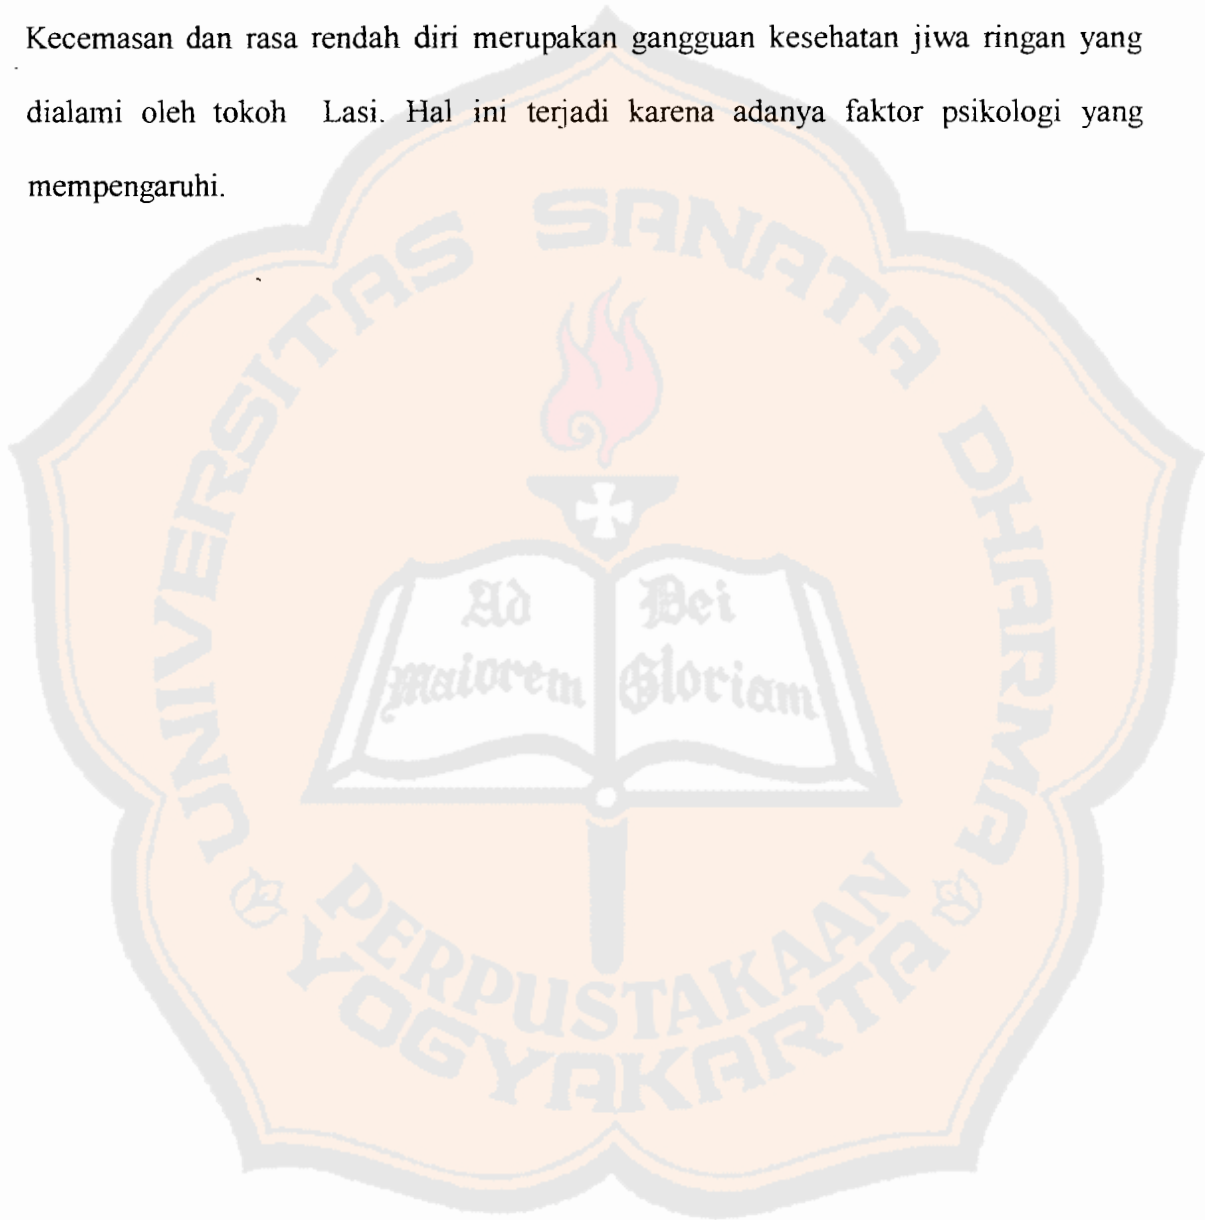 Kecemasan dan rasa rendah diri merupakan gangguan kesehatan jiwa ringan yang
dialami oleh tokoh Lasi. Hal ini terjadi karena adanya faktor psikologi yang
mempengaruhi.
UNIVERSITAS SANATA DHARMA
Ad Dei
maiorem Gloriam
PERPUSTAKAAN
YOGYAKARTA